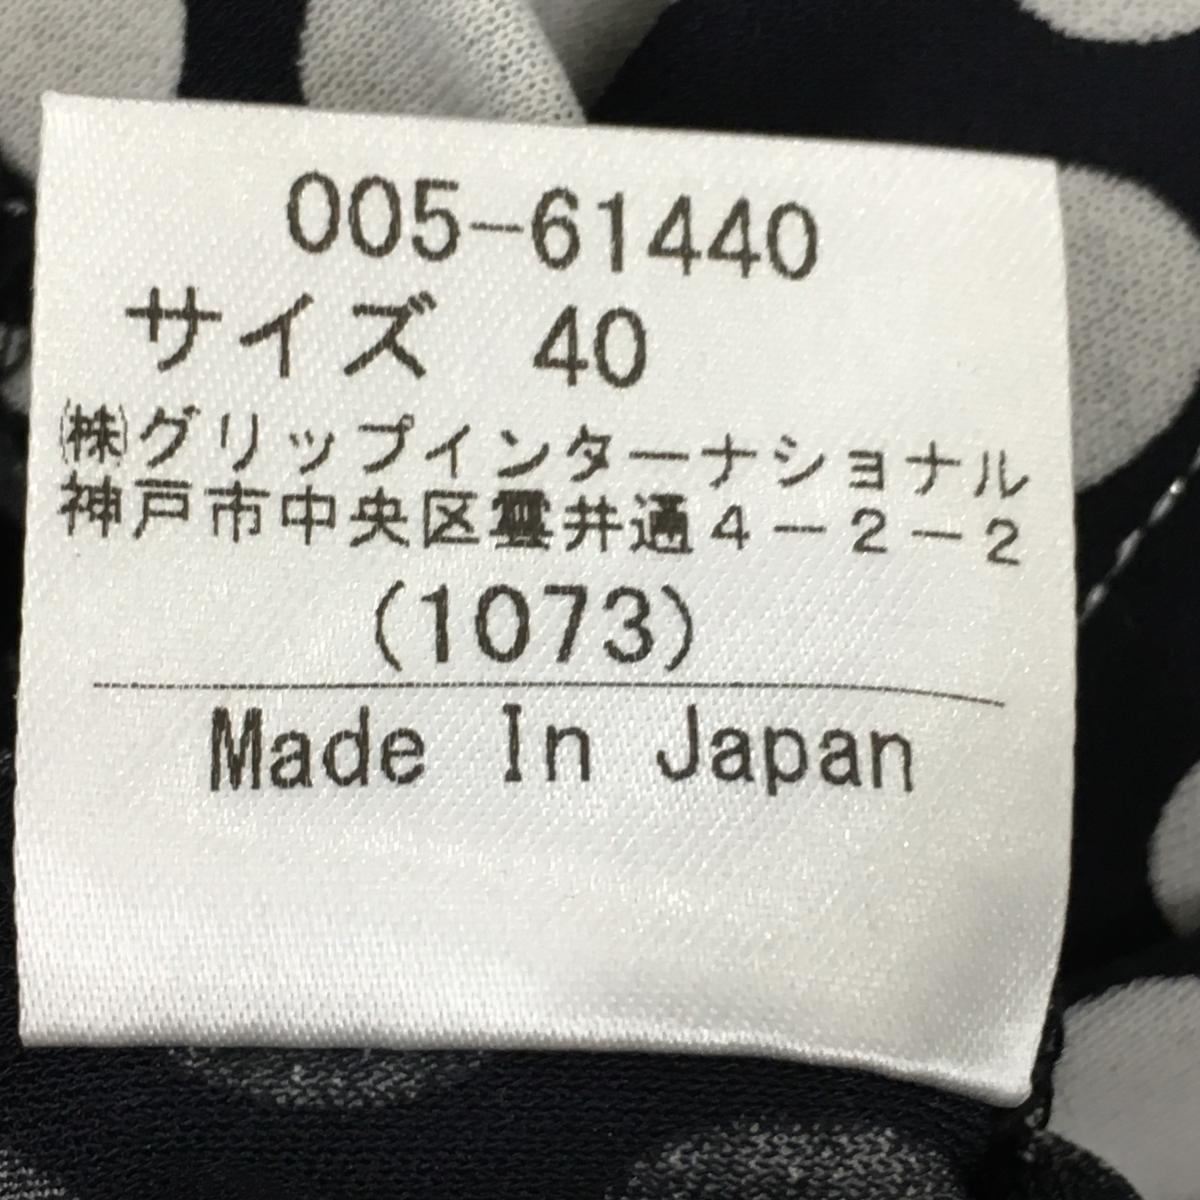 005-61440
サイズ 40
㈱グリップインターナショナル
神戸市中央区雲井通4-2-2
(1073)
Made In Japan